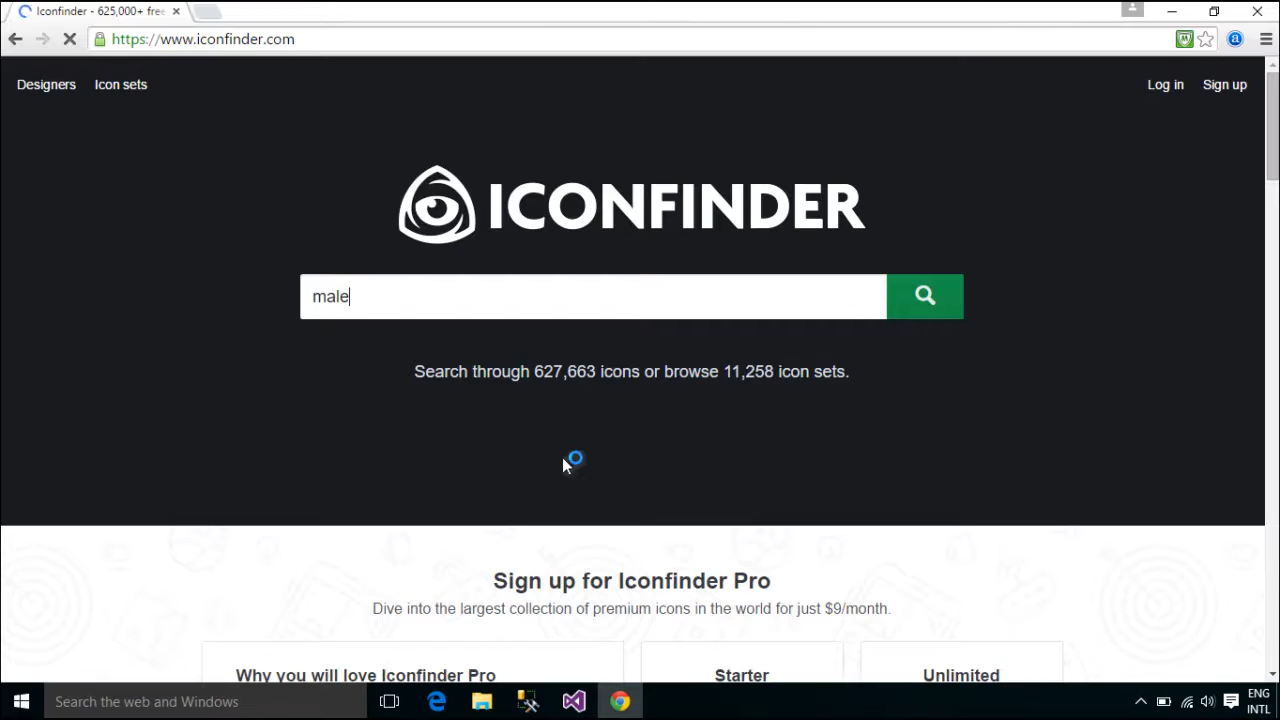 Iconfinder - 625,000+ free
https://www.iconfinder.com
Designers Icon sets Log in Sign up
ICONFINDER
male
Search through 627,663 icons or browse 11,258 icon sets.
Sign up for Iconfinder Pro
Dive into the largest collection of premium icons in the world for just $9/month.
Why you will love Iconfinder Pro Starter Unlimited
Search the web and Windows ENG
INTL